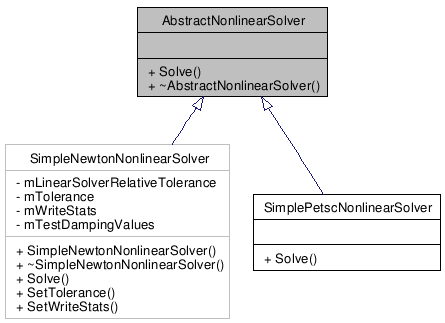 AbstractNonlinearSolver
+ Solve()
+ ~AbstractNonlinearSolver()
SimpleNewtonNonlinearSolver
- mLinearSolverRelativeTolerance
- mTolerance
- mWriteStats
- mTestDampingValues
+ SimpleNewtonNonlinearSolver()
+ ~SimpleNewtonNonlinearSolver()
+ Solve()
+ SetTolerance()
+ SetWriteStats()
SimplePetscNonlinearSolver
+ Solve()